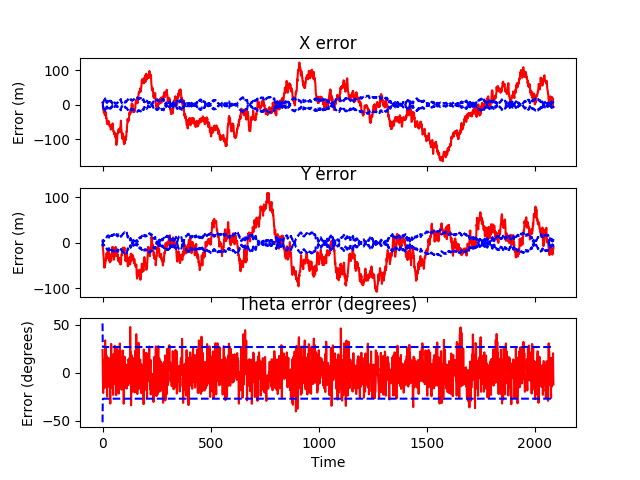 X error
Error (m)
100
0
−100
Y error
Error (m)
100
0
−100
Theta error (degrees)
Error (degrees)
50
0
−50
0
500
1000
1500
2000
Time